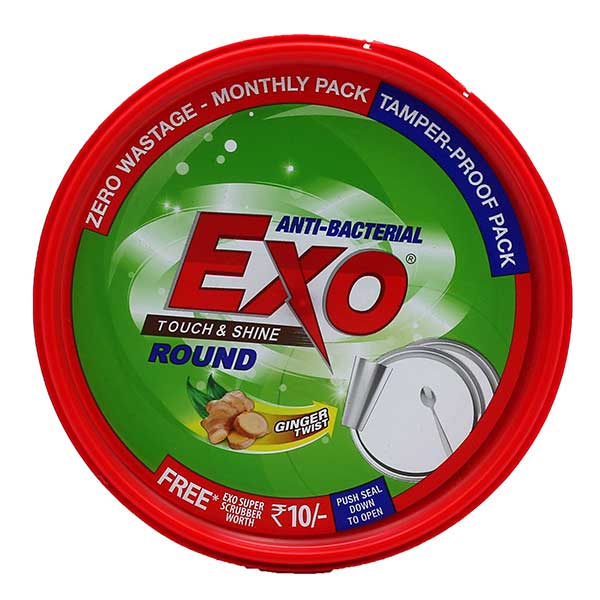 ZERO WASTAGE - MONTHLY PACK
TAMPER-PROOF PACK
ANTI-BACTERIAL
EXO ®
TOUCH & SHINE
ROUND
GINGER
TWIST
FREE* EXO SUPER
SCRUBBER
WORTH ₹10/-
PUSH SEAL
DOWN
TO OPEN